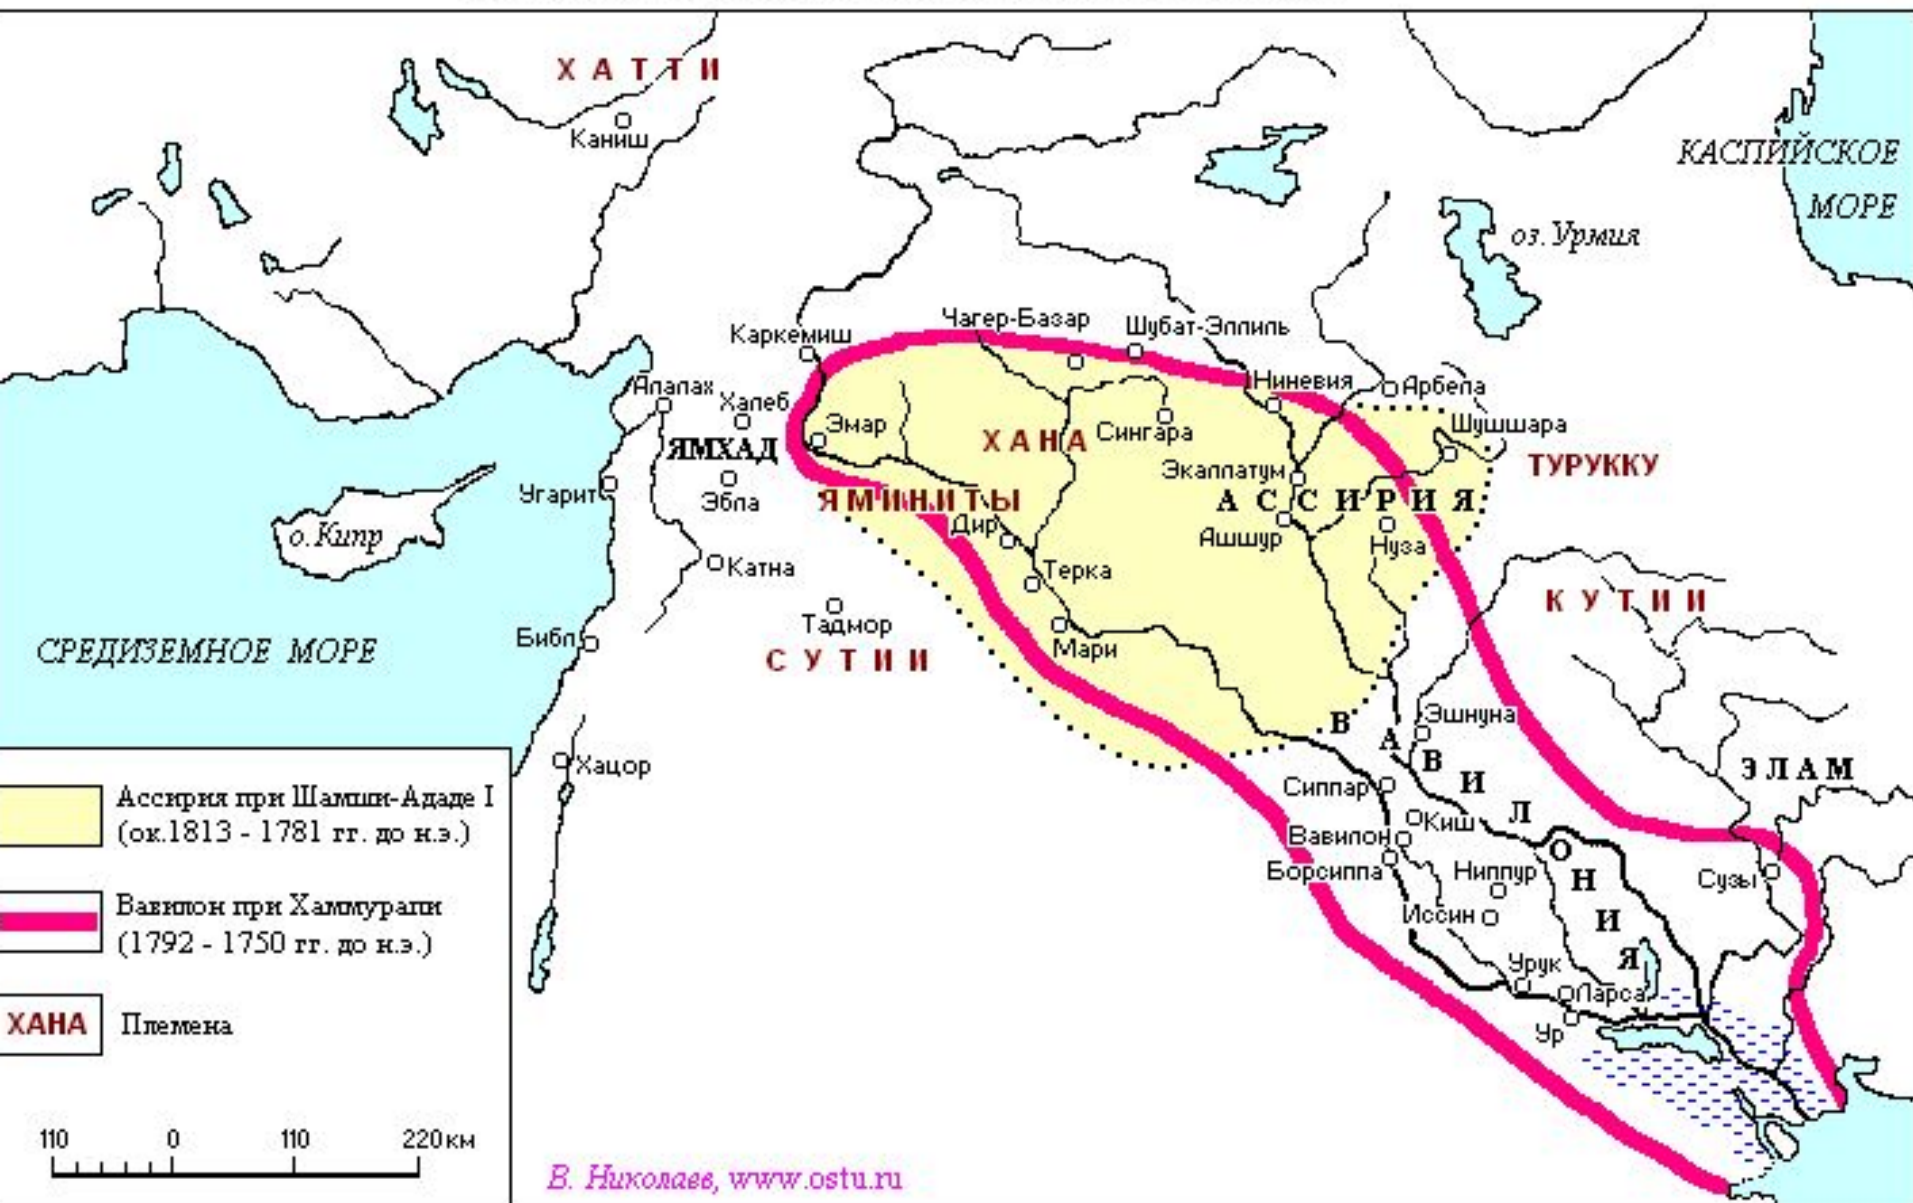 ХАТТИ
Каниш
КАСПИЙСКОЕ
МОРЕ
оз. Урмия
Каркемиш
Чагер-Базар
Шубат-Эллиль
Ниневия
Арбела
Алалах
Халеб
Эмар
ХАНА
Сингара
Шушшара
ЯМХАД
ТУРУККУ
Экаллатум
Угарит
Эбла
ЯМИНИТЫ
АССИРИЯ
о. Кипр
Дир
Ашшур
Нуза
Катна
Терка
КУТИИ
Тадмор
СРЕДИЗЕМНОЕ МОРЕ
Библ
Мари
СУТИИ
Эшнуна
ВАВИЛОНИЯ
Хацор
ЭЛАМ
Сиппар
Киш
Вавилон
Борсиппа
Ниппур
Сузы
Иссин
Урук
Ларса
Ур
Ассирия при Шамши-Ададе I
(ок.1813 - 1781 гг. до н.э.)
Вавилон при Хаммурапи
(1792 - 1750 гг. до н.э.)
ХАНА Племена
110 0 110 220 км
В. Николаев, www.ostu.ru